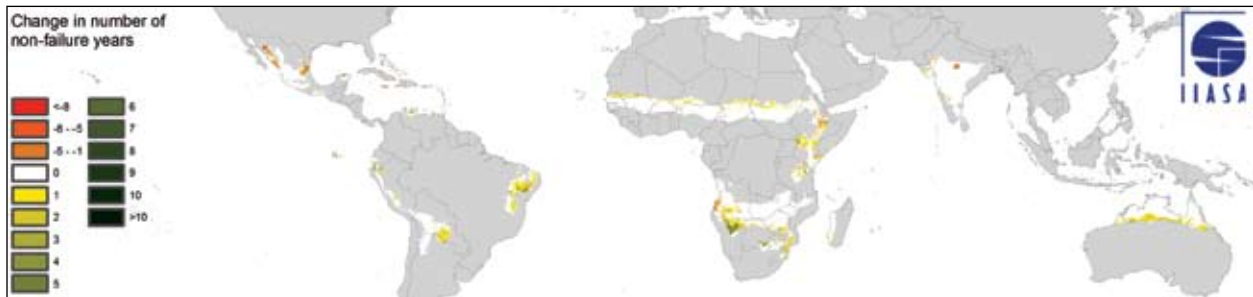 Change in number of
non-failure years
<-8
-8 - -5
-5 - -1
0
1
2
3
4
5
6
7
8
9
10
>10
IIASA